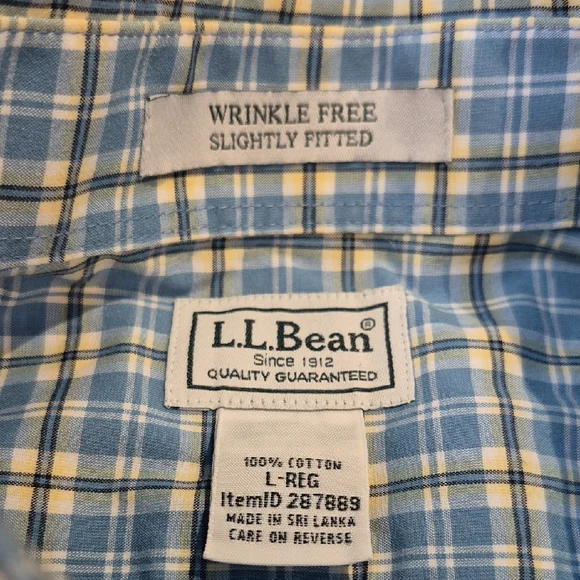 WRINKLE FREE
SLIGHTLY FITTED
L.L.Bean®
Since 1912
QUALITY GUARANTEED
100% COTTON
L-REG
ItemID 287889
MADE IN SRI LANKA
CARE ON REVERSE